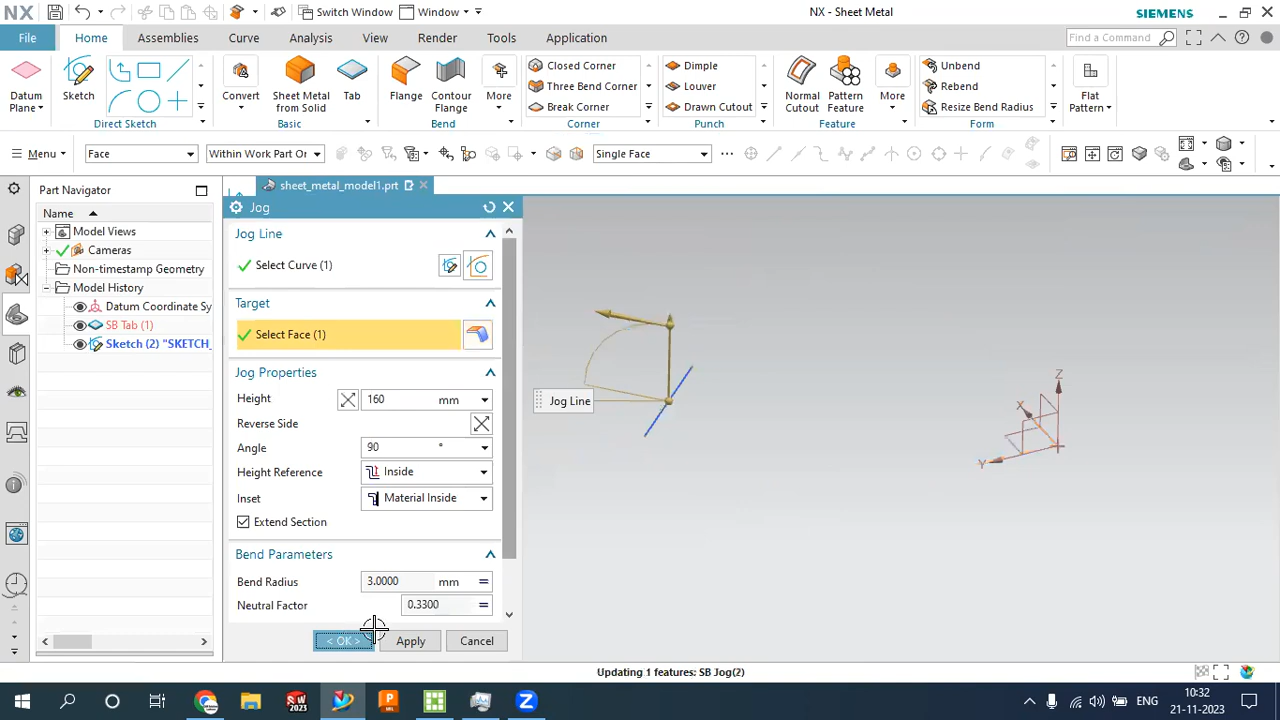 NX
Switch Window
Window
NX - Sheet Metal
SIEMENS
File
Home
Assemblies
Curve
Analysis
View
Render
Tools
Application
Find a Command
Datum
Plane
Sketch
Direct Sketch
Convert
Sheet Metal
from Solid
Tab
Basic
Flange
Contour
Flange
More
Bend
Closed Corner
Three Bend Corner
Break Corner
Corner
Dimple
Louver
Drawn Cutout
Punch
Normal
Cutout
Pattern
Feature
More
Feature
Unbend
Rebend
Resize Bend Radius
Form
Flat
Pattern
Menu
Face
Within Work Part On
Single Face
Part Navigator
Name
Model Views
Cameras
Non-timestamp Geometry
Model History
Datum Coordinate Sy
SB Tab (1)
Sketch (2) "SKETCH_
sheet_metal_model1.prt
Jog
Jog Line
Select Curve (1)
Target
Select Face (1)
Jog Properties
Height
160 mm
Reverse Side
Angle
90 °
Height Reference
Inside
Inset
Material Inside
Extend Section
Bend Parameters
Bend Radius
3.0000 mm
Neutral Factor
0.3300
< OK >
Apply
Cancel
Jog Line
Z
X
Y
Updating 1 features: SB Jog(2)
ENG
10:32
21-11-2023